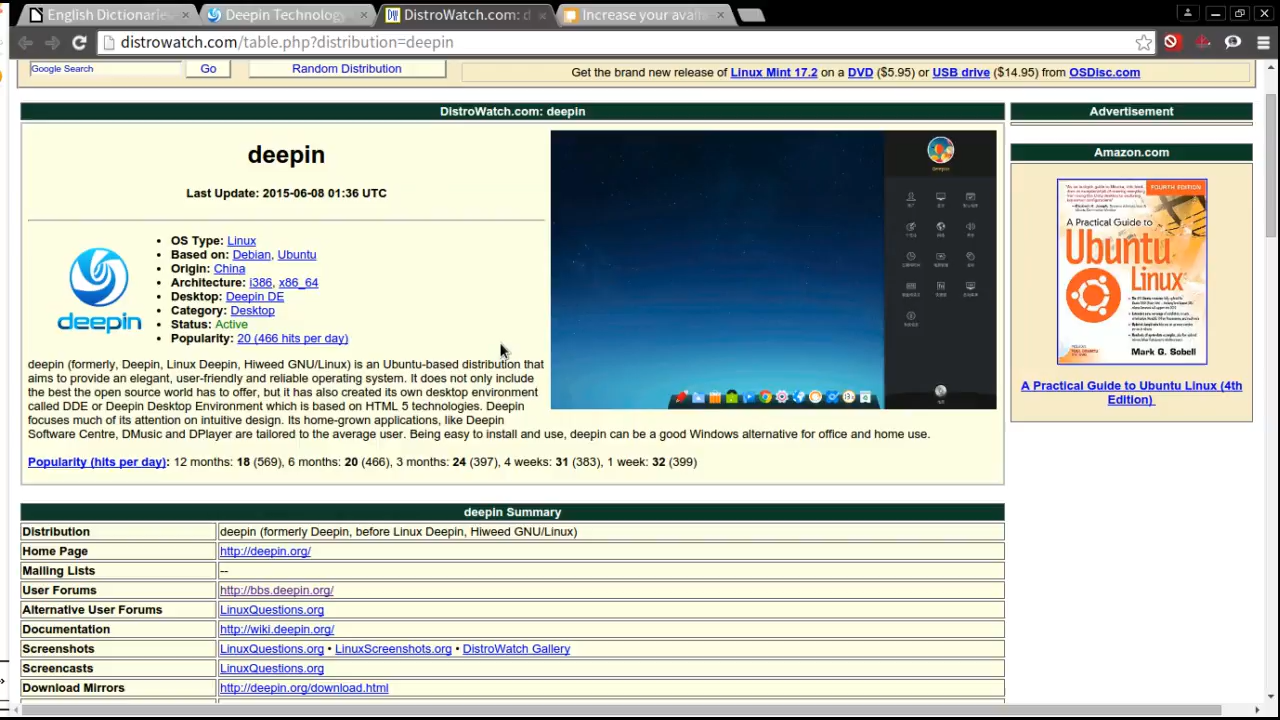 English Dictionaries
Deepin Technology
DistroWatch.com: d
Increase your avai
distrowatch.com/table.php?distribution=deepin
Google Search
Go
Random Distribution
Get the brand new release of Linux Mint 17.2 on a DVD ($5.95) or USB drive ($14.95) from OSDisc.com
DistroWatch.com: deepin
deepin
Last Update: 2015-06-08 01:36 UTC
deepin
• OS Type: Linux
• Based on: Debian, Ubuntu
• Origin: China
• Architecture: i386, x86_64
• Desktop: Deepin DE
• Category: Desktop
• Status: Active
• Popularity: 20 (466 hits per day)
deepin (formerly, Deepin, Linux Deepin, Hiweed GNU/Linux) is an Ubuntu-based distribution that
aims to provide an elegant, user-friendly and reliable operating system. It does not only include
the best the open source world has to offer, but it has also created its own desktop environment
called DDE or Deepin Desktop Environment which is based on HTML 5 technologies. Deepin
focuses much of its attention on intuitive design. Its home-grown applications, like Deepin
Software Centre, DMusic and DPlayer are tailored to the average user. Being easy to install and use, deepin can be a good Windows alternative for office and home use.
Popularity (hits per day): 12 months: 18 (569), 6 months: 20 (466), 3 months: 24 (397), 4 weeks: 31 (383), 1 week: 32 (399)
deepin Summary
Distribution deepin (formerly Deepin, before Linux Deepin, Hiweed GNU/Linux)
Home Page http://deepin.org/
Mailing Lists --
User Forums http://bbs.deepin.org/
Alternative User Forums LinuxQuestions.org
Documentation http://wiki.deepin.org/
Screenshots LinuxQuestions.org • LinuxScreenshots.org • DistroWatch Gallery
Screencasts LinuxQuestions.org
Download Mirrors http://deepin.org/download.html
Advertisement
Amazon.com
FOURTH EDITION
A Practical Guide to
Ubuntu
Linux
Mark G. Sobell
A Practical Guide to Ubuntu Linux (4th
Edition)